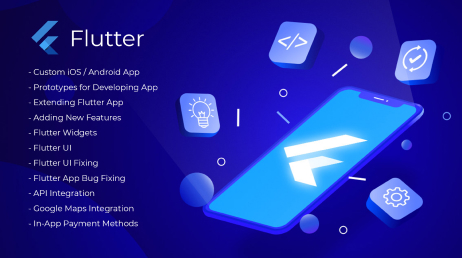 Flutter
</>
- Custom iOS / Android App
- Prototypes for Developing App
- Extending Flutter App
- Adding New Features
- Flutter Widgets
- Flutter UI
- Flutter UI Fixing
- Flutter App Bug Fixing
- API Integration
- Google Maps Integration
- In-App Payment Methods